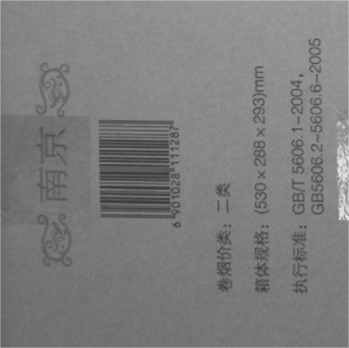 南京
6 901028 111287
卷烟价类：二类
箱体规格：(530×288×293)mm
执行标准：GB/T 5606.1-2004,
GB5606.2~5606.6-2005